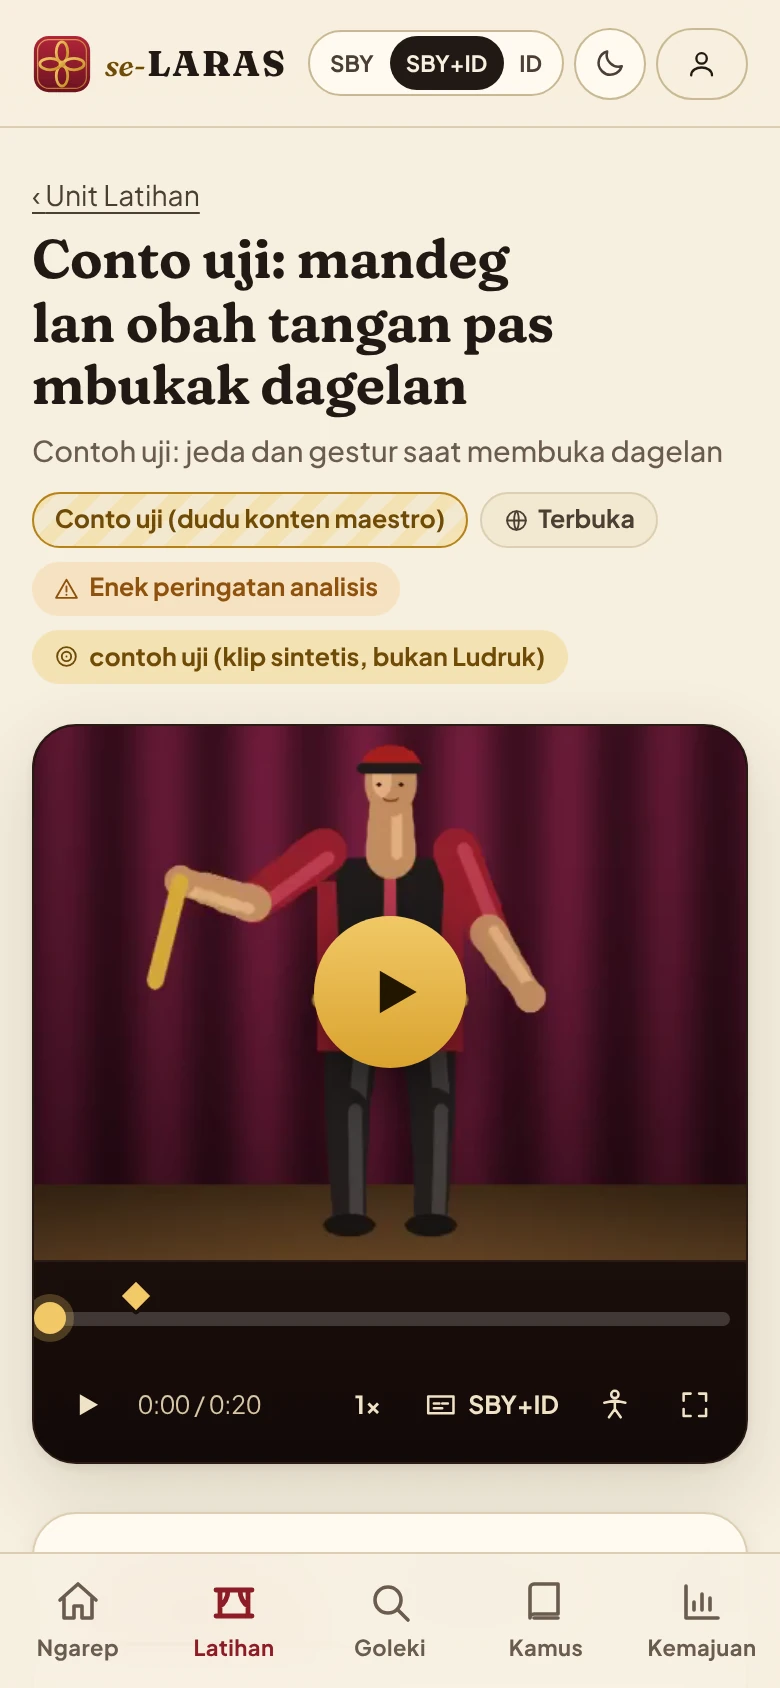 se-LARAS
SBY SBY+ID ID
‹ Unit Latihan
Conto uji: mandeg
lan obah tangan pas
mbukak dagelan
Contoh uji: jeda dan gestur saat membuka dagelan
Conto uji (dudu konten maestro)
Terbuka
Enek peringatan analisis
contoh uji (klip sintetis, bukan Ludruk)
0:00 / 0:20 1× SBY+ID
Ngarep Latihan Goleki Kamus Kemajuan